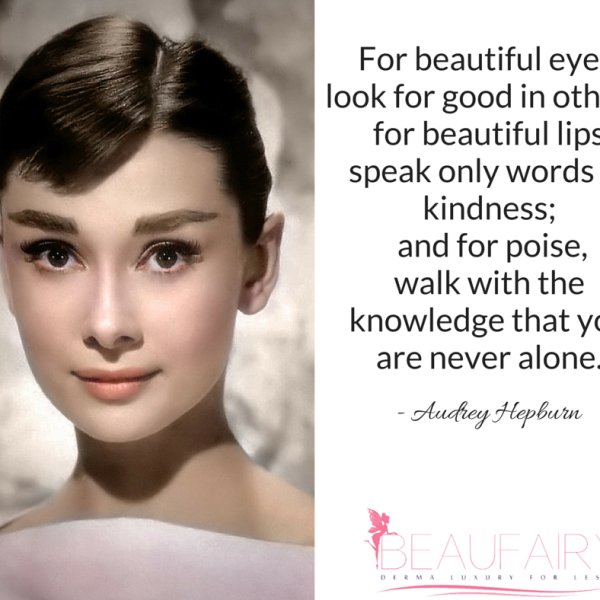 For beautiful eye
look for good in oth
for beautiful lips
speak only words
kindness;
and for poise,
walk with the
knowledge that yo
are never alone.
- Audrey Hepburn
BEAUFAIRY
DERMA LUXURY FOR LES